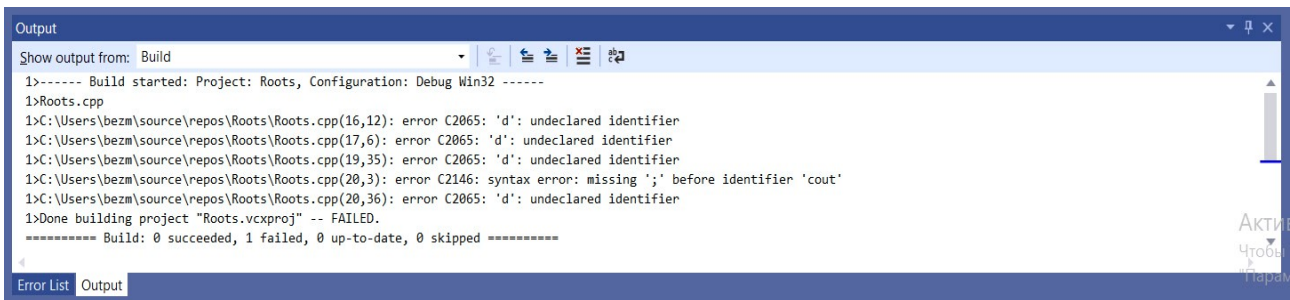 Output
Show output from: Build
1>------ Build started: Project: Roots, Configuration: Debug Win32 ------
1>Roots.cpp
1>C:\Users\bezm\source\repos\Roots\Roots.cpp(16,12): error C2065: 'd': undeclared identifier
1>C:\Users\bezm\source\repos\Roots\Roots.cpp(17,6): error C2065: 'd': undeclared identifier
1>C:\Users\bezm\source\repos\Roots\Roots.cpp(19,35): error C2065: 'd': undeclared identifier
1>C:\Users\bezm\source\repos\Roots\Roots.cpp(20,3): error C2146: syntax error: missing ';' before identifier 'cout'
1>C:\Users\bezm\source\repos\Roots\Roots.cpp(20,36): error C2065: 'd': undeclared identifier
1>Done building project "Roots.vcxproj" -- FAILED.
========== Build: 0 succeeded, 1 failed, 0 up-to-date, 0 skipped ==========
Чтобы
Error List Output